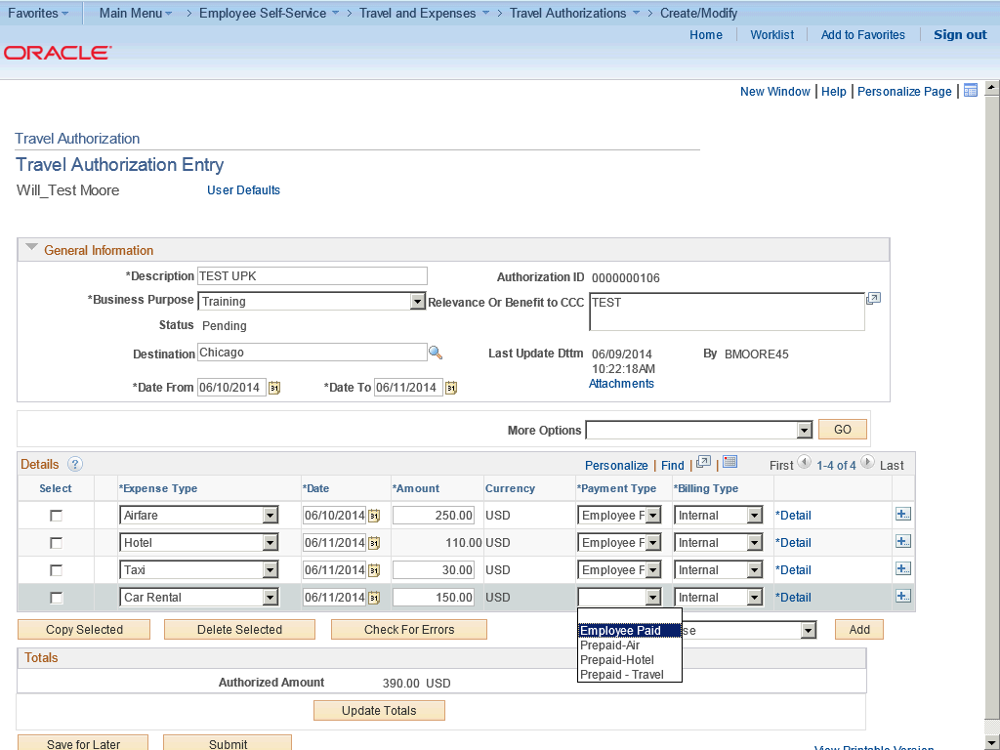 Favorites Main Menu > Employee Self-Service > Travel and Expenses > Travel Authorizations > Create/Modify
Home Worklist Add to Favorites Sign out
ORACLE
New Window | Help | Personalize Page |
Travel Authorization
Travel Authorization Entry
Will_Test Moore User Defaults
General Information
*Description TEST UPK Authorization ID 0000000106
*Business Purpose Training Relevance Or Benefit to CCC TEST
Status Pending
Destination Chicago Last Update Dttm 06/09/2014 By BMOORE45
10:22:18AM
*Date From 06/10/2014 *Date To 06/11/2014 Attachments
More Options GO
Details ? Personalize | Find | | First 1-4 of 4 Last
Select *Expense Type *Date *Amount Currency *Payment Type *Billing Type
Airfare 06/10/2014 250.00 USD Employee F Internal *Detail
Hotel 06/11/2014 110.00 USD Employee F Internal *Detail
Taxi 06/11/2014 30.00 USD Employee F Internal *Detail
Car Rental 06/11/2014 150.00 USD Internal *Detail
Copy Selected Delete Selected Check For Errors se Add
Employee Paid
Prepaid-Air
Prepaid-Hotel
Prepaid - Travel
Totals
Authorized Amount 390.00 USD
Update Totals
Save for Later Submit View Printable Version